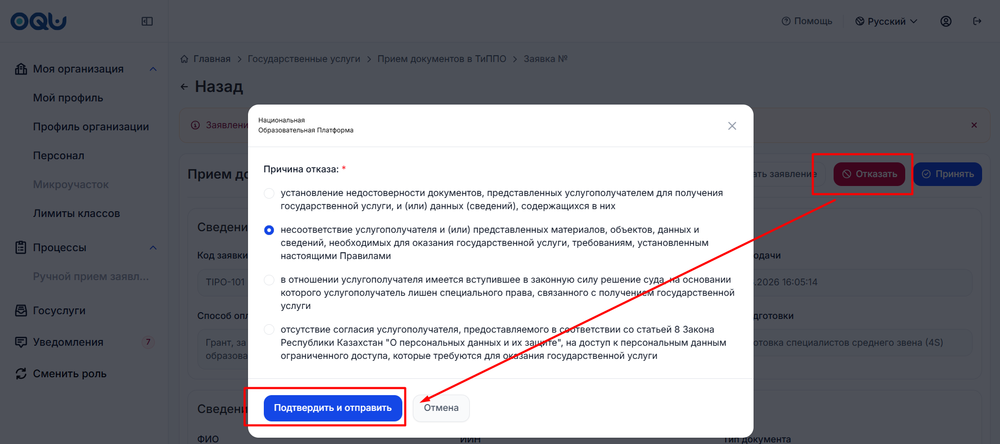 OQU
Помощь
Русский
Моя организация
Мой профиль
Профиль организации
Персонал
Микроучасток
Лимиты классов
Процессы
Ручной прием заявл...
Госуслуги
Уведомления
7
Сменить роль
Главная > Государственные услуги > Прием документов в ТиППО > Заявка №
← Назад
Заявлени
Прием до
ать заявление
Отказать
Принять
Сведени
Код заявки
одачи
TIPO-101
.2026 16:05:14
Способ опл
дготовки
Грант, за
образова
отовка специалистов среднего звена (4S)
Сведени
ФИО
ИИН
Тип документа
Национальная
Образовательная Платформа
Причина отказа: *
установление недостоверности документов, представленных услугополучателем для получения
государственной услуги, и (или) данных (сведений), содержащихся в них
несоответствие услугополучателя и (или) представленных материалов, объектов, данных и
сведений, необходимых для оказания государственной услуги, требованиям, установленным
настоящими Правилами
в отношении услугополучателя имеется вступившее в законную силу решение суда, на основании
которого услугополучатель лишен специального права, связанного с получением государственной
услуги
отсутствие согласия услугополучателя, предоставляемого в соответствии со статьей 8 Закона
Республики Казахстан "О персональных данных и их защите", на доступ к персональным данным
ограниченного доступа, которые требуются для оказания государственной услуги
Подтвердить и отправить
Отмена